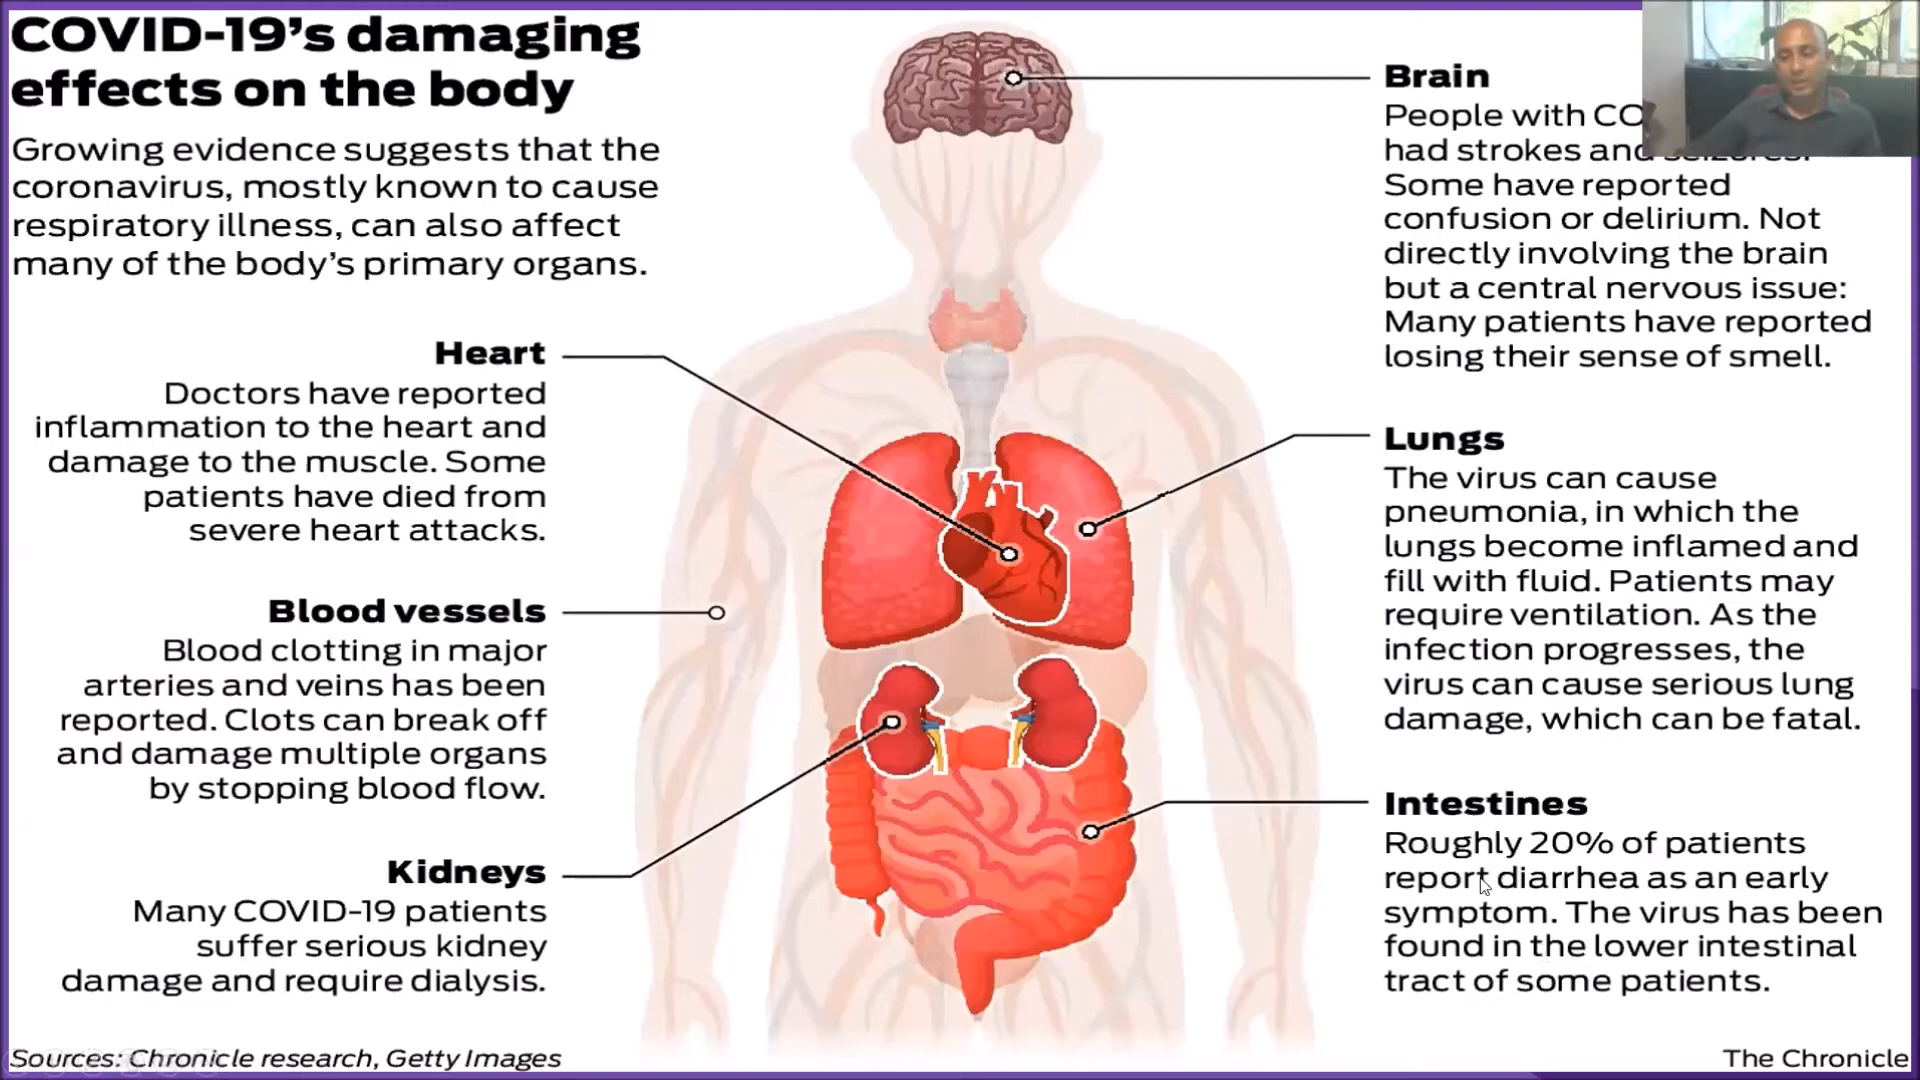 COVID-19's damaging
effects on the body
Growing evidence suggests that the
coronavirus, mostly known to cause
respiratory illness, can also affect
many of the body's primary organs.
Heart
Doctors have reported
inflammation to the heart and
damage to the muscle. Some
patients have died from
severe heart attacks.
Blood vessels
Blood clotting in major
arteries and veins has been
reported. Clots can break off
and damage multiple organs
by stopping blood flow.
Kidneys
Many COVID-19 patients
suffer serious kidney
damage and require dialysis.
Brain
People with
had strokes and seizures.
Some have reported
confusion or delirium. Not
directly involving the brain
but a central nervous issue:
Many patients have reported
losing their sense of smell.
Lungs
The virus can cause
pneumonia, in which the
lungs become inflamed and
fill with fluid. Patients may
require ventilation. As the
infection progresses, the
virus can cause serious lung
damage, which can be fatal.
Intestines
Roughly 20% of patients
report diarrhea as an early
symptom. The virus has been
found in the lower intestinal
tract of some patients.
Sources: Chronicle research, Getty Images
The Chronicle